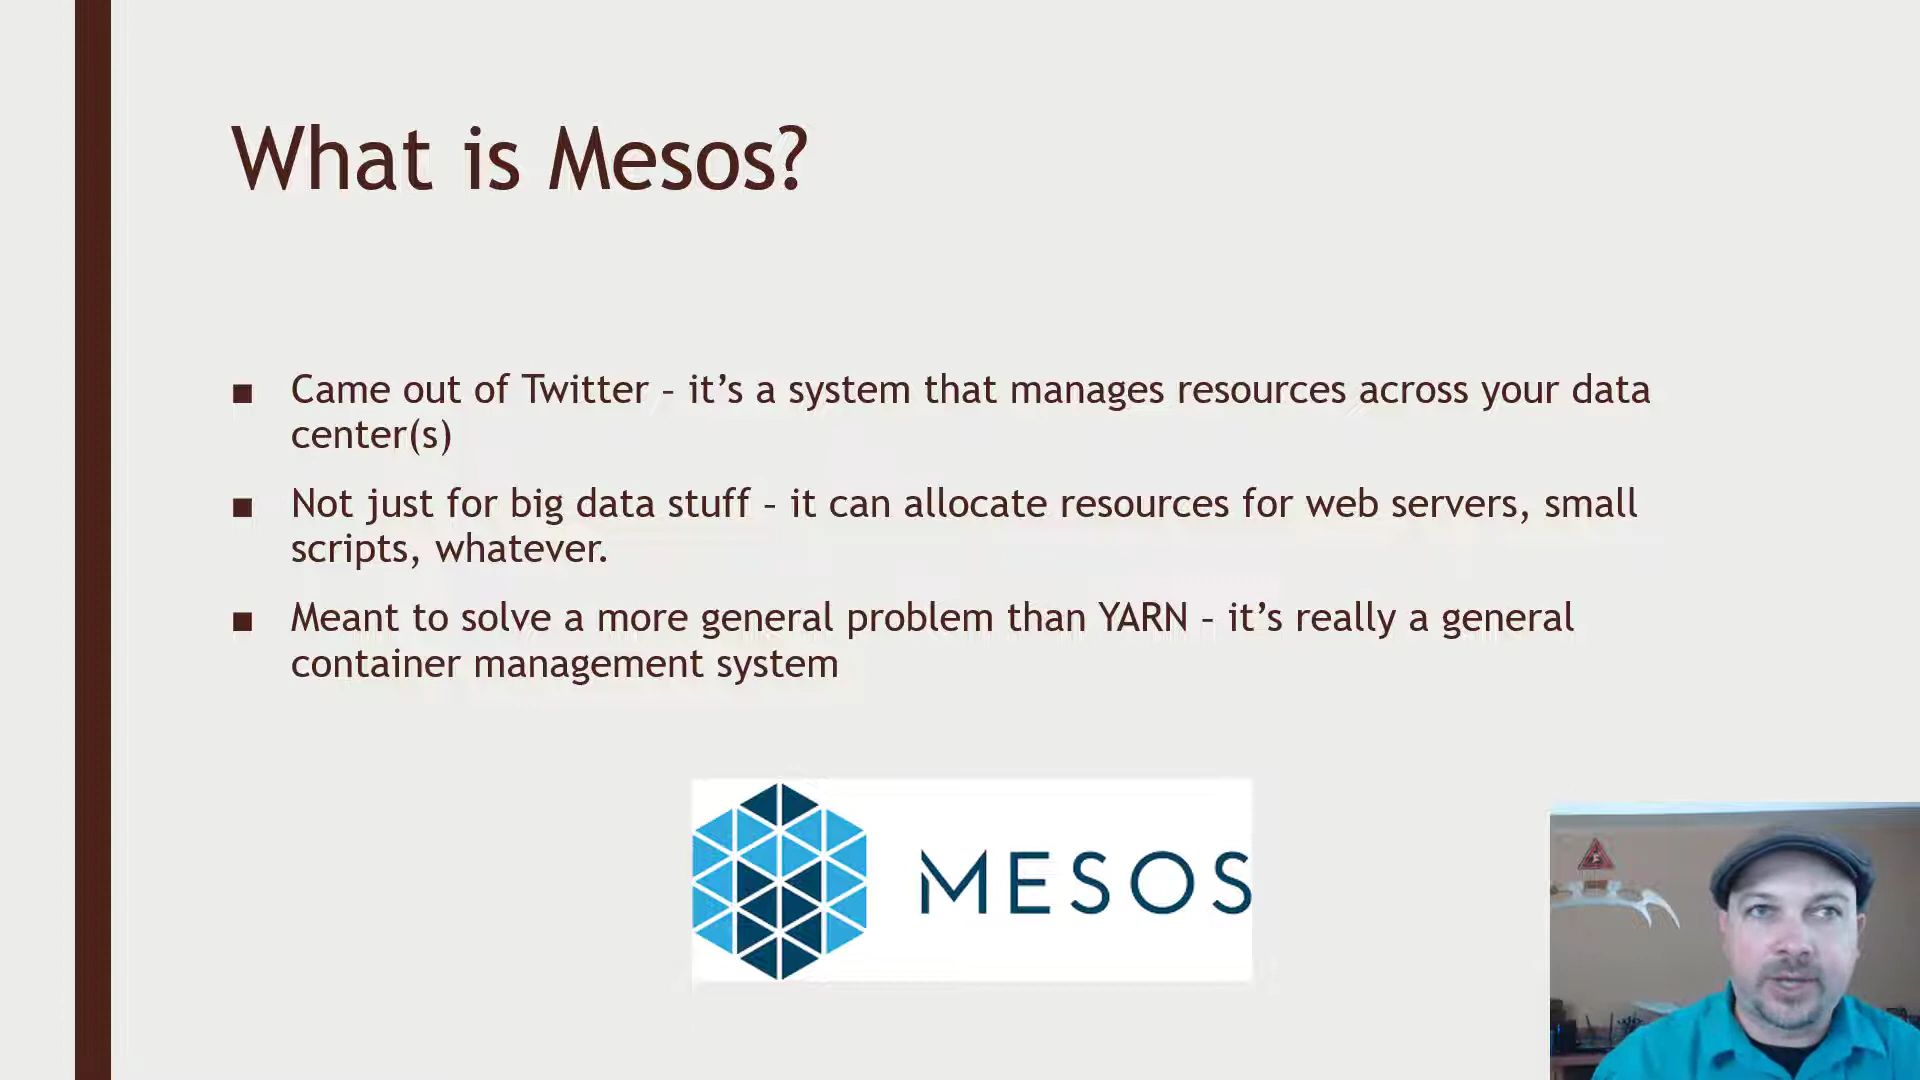 What is Mesos?
■ Came out of Twitter – it’s a system that manages resources across your data
center(s)
■ Not just for big data stuff – it can allocate resources for web servers, small
scripts, whatever.
■ Meant to solve a more general problem than YARN – it’s really a general
container management system
MESOS